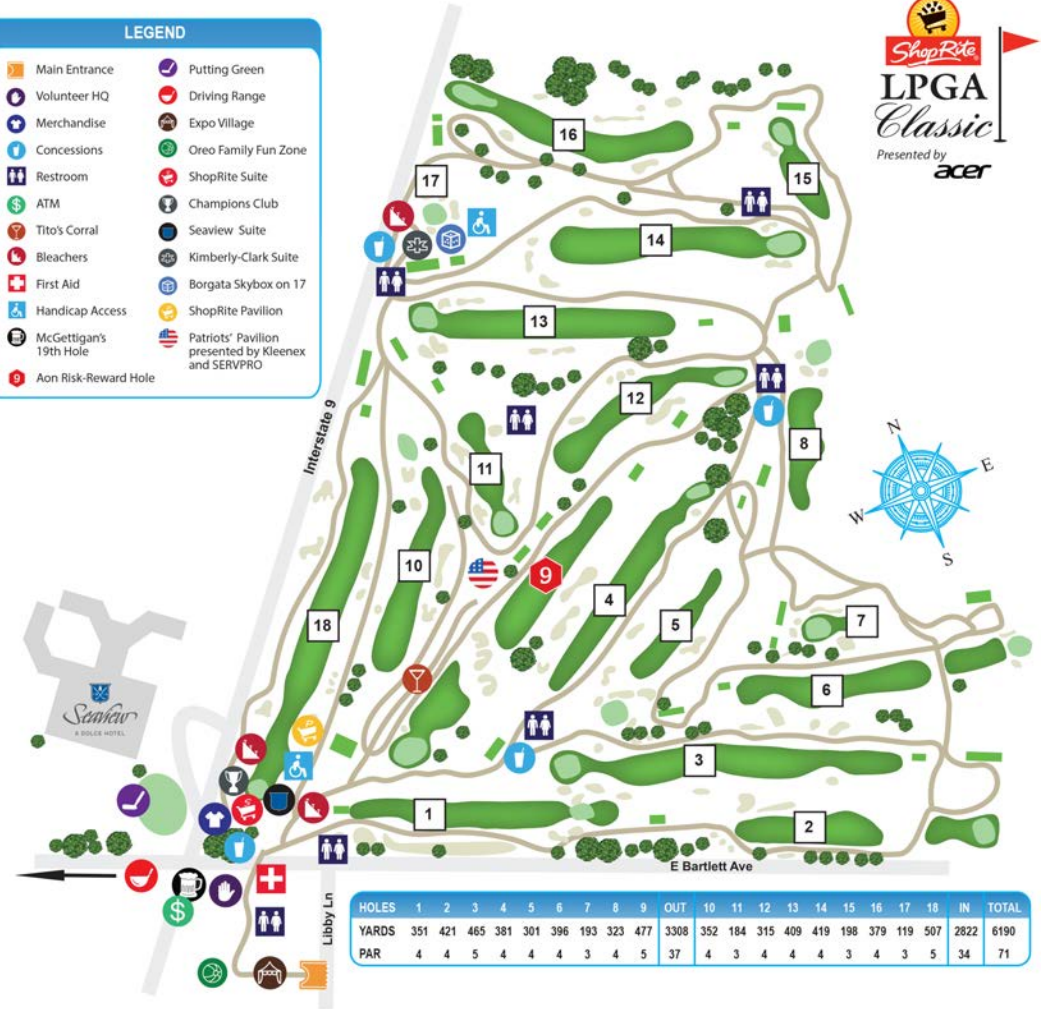 LEGEND
Main Entrance
Volunteer HQ
Merchandise
Concessions
Restroom
$ ATM
Tito's Corral
Bleachers
First Aid
Handicap Access
McGettigan's
19th Hole
9 Aon Risk-Reward Hole
Putting Green
Driving Range
Expo Village
Oreo Family Fun Zone
ShopRite Suite
Champions Club
Seaview Suite
Kimberly-Clark Suite
Borgata Skybox on 17
ShopRite Pavilion
Patriots' Pavilion
presented by Kleenex
and SERVPRO
ShopRite
LPGA
Classic
Presented by
acer
16
17
15
14
13
12
8
11
Interstate 9
N
E
W
S
10
9
4
5
7
18
6
Seaview
A DOLCE HOTEL
3
1
2
E Bartlett Ave
$
Libby Ln
HOLES 1 2 3 4 5 6 7 8 9 OUT 10 11 12 13 14 15 16 17 18 IN TOTAL
YARDS 351 421 465 381 301 396 193 323 477 3308 352 184 315 409 419 198 379 119 507 2822 6190
PAR 4 4 5 4 4 4 3 4 5 37 4 3 4 4 4 3 4 3 5 34 71